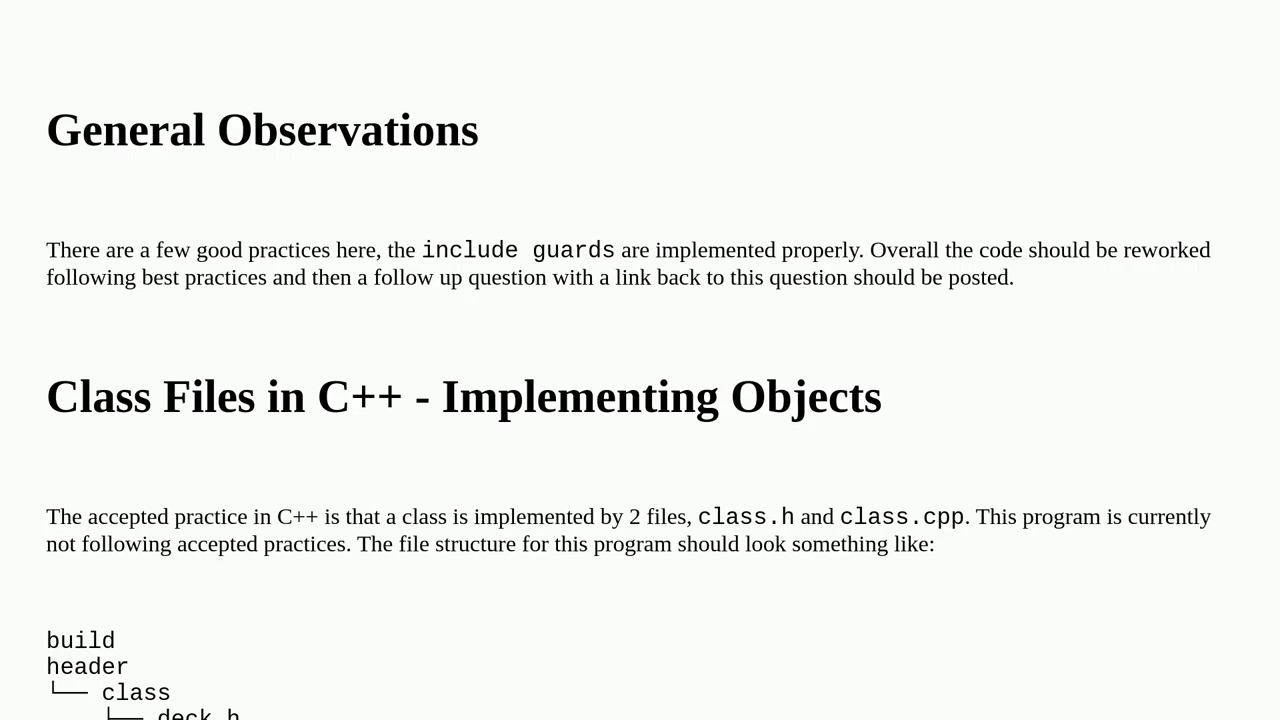 General Observations
There are a few good practices here, the include guards are implemented properly. Overall the code should be reworked
following best practices and then a follow up question with a link back to this question should be posted.
Class Files in C++ - Implementing Objects
The accepted practice in C++ is that a class is implemented by 2 files, class.h and class.cpp. This program is currently
not following accepted practices. The file structure for this program should look something like:
build
header
└── class
    └── deck.h